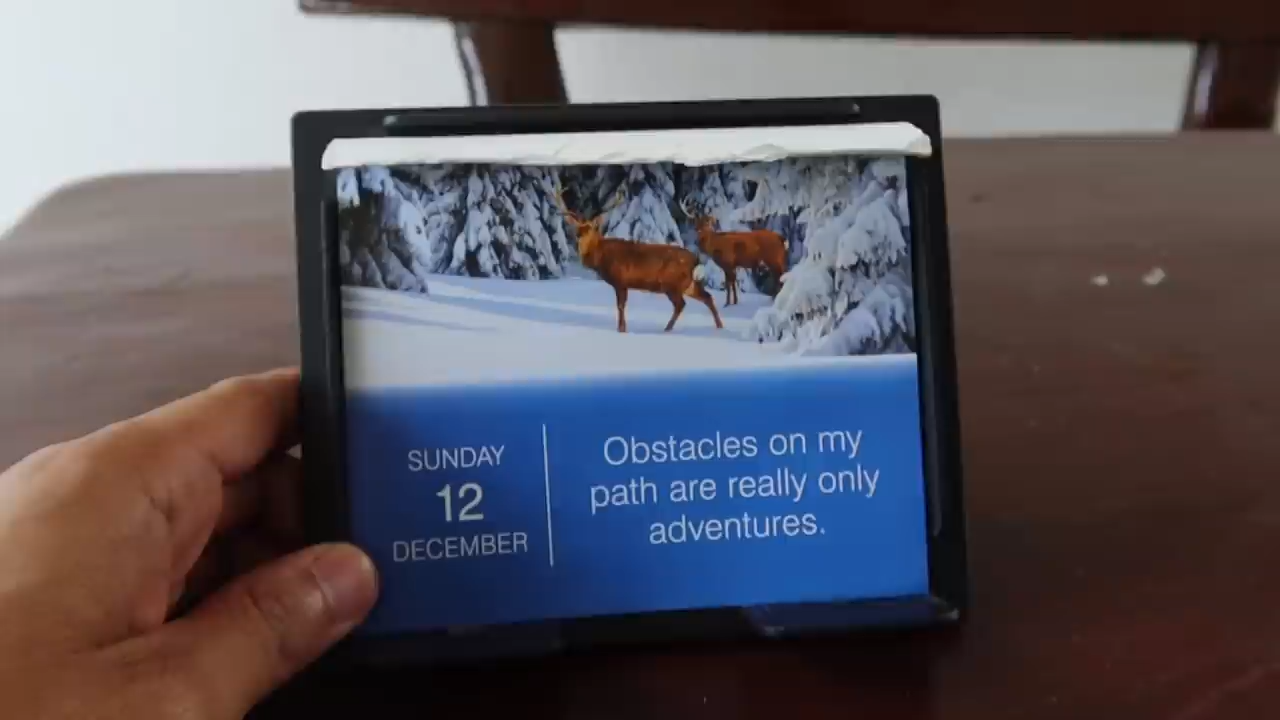 SUNDAY
12
DECEMBER
Obstacles on my
path are really only
adventures.